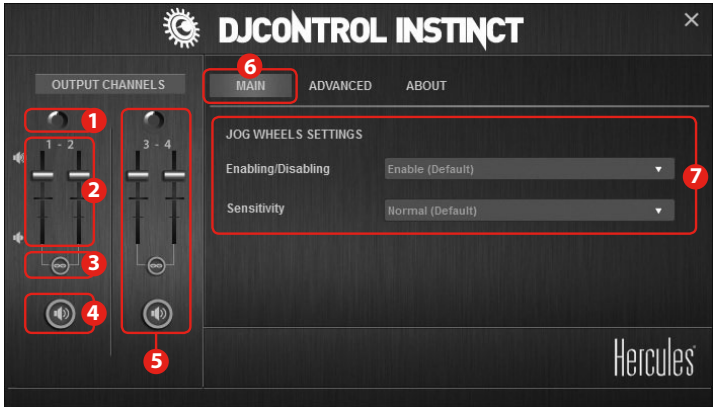 DJCONTROL INSTINCT
×
OUTPUT CHANNELS
1 - 2
3 - 4
1
2
3
4
5
6
MAIN
ADVANCED
ABOUT
JOG WHEELS SETTINGS
Enabling/Disabling
Enable (Default)
Sensitivity
Normal (Default)
7
Hercules